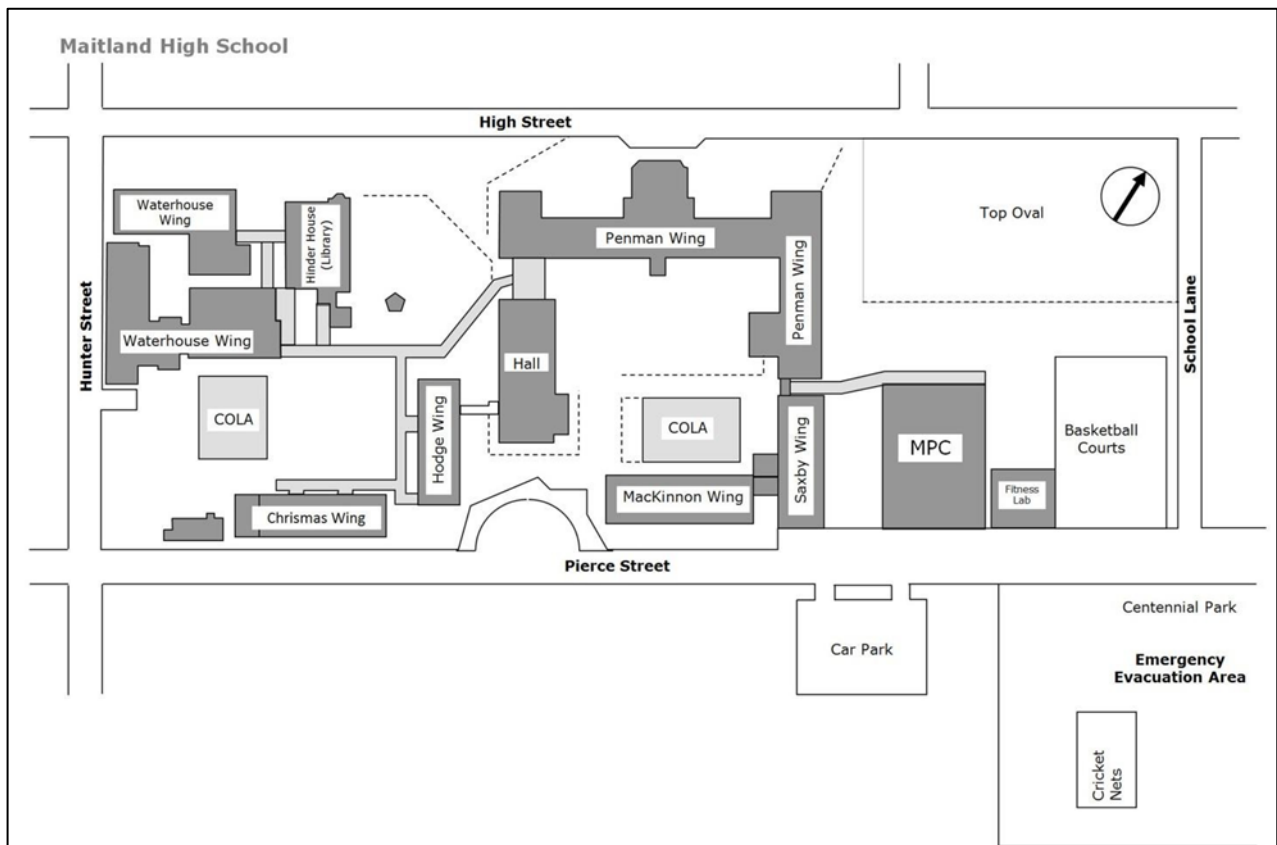 Maitland High School
High Street
Waterhouse
Wing
Hinder House
(Library)
Penman Wing
Penman Wing
Top Oval
Hunter Street
Waterhouse Wing
School Lane
Hall
COLA
Hodge Wing
COLA
Saxby Wing
MPC
Basketball
Courts
MacKinnon Wing
Fitness
Lab
Chrismas Wing
Pierce Street
Centennial Park
Car Park
Emergency
Evacuation Area
Cricket
Nets